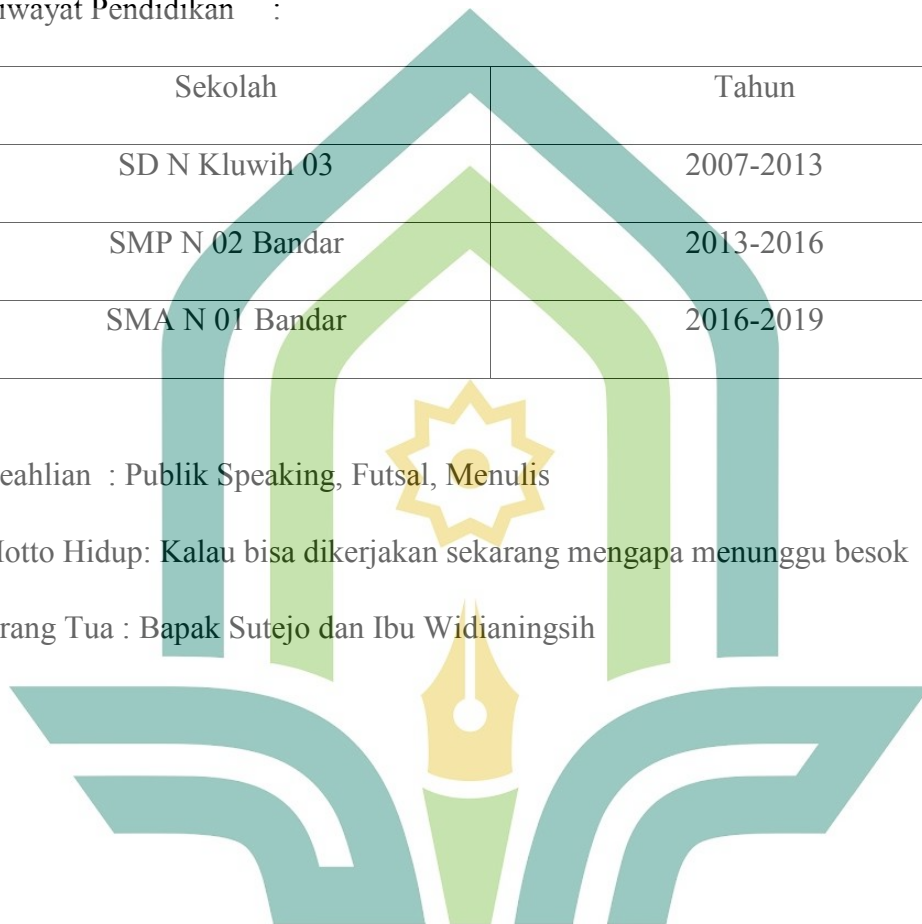 iwayat Pendidikan :
Sekolah Tahun
SD N Kluwih 03 2007-2013
SMP N 02 Bandar 2013-2016
SMA N 01 Bandar 2016-2019
eahlian : Publik Speaking, Futsal, Menulis
otto Hidup: Kalau bisa dikerjakan sekarang mengapa menunggu besok
rang Tua : Bapak Sutejo dan Ibu Widianingsih